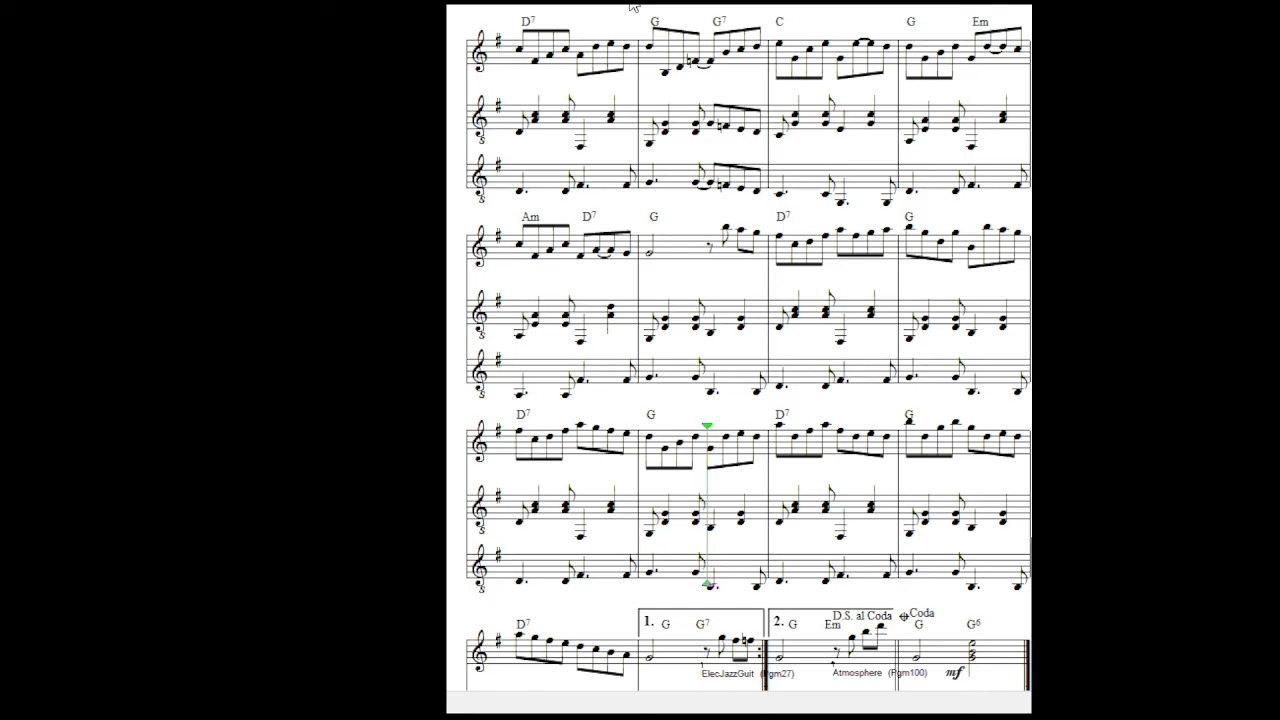 D7 G G7 C G Em
Am D7 G D7 G
D7 G D7 G
D.S. al Coda Coda
D7 1. G G7 2. G Em G G6
ElecJazzGuit (Pgm27) Atmosphere (Pgm100) mf